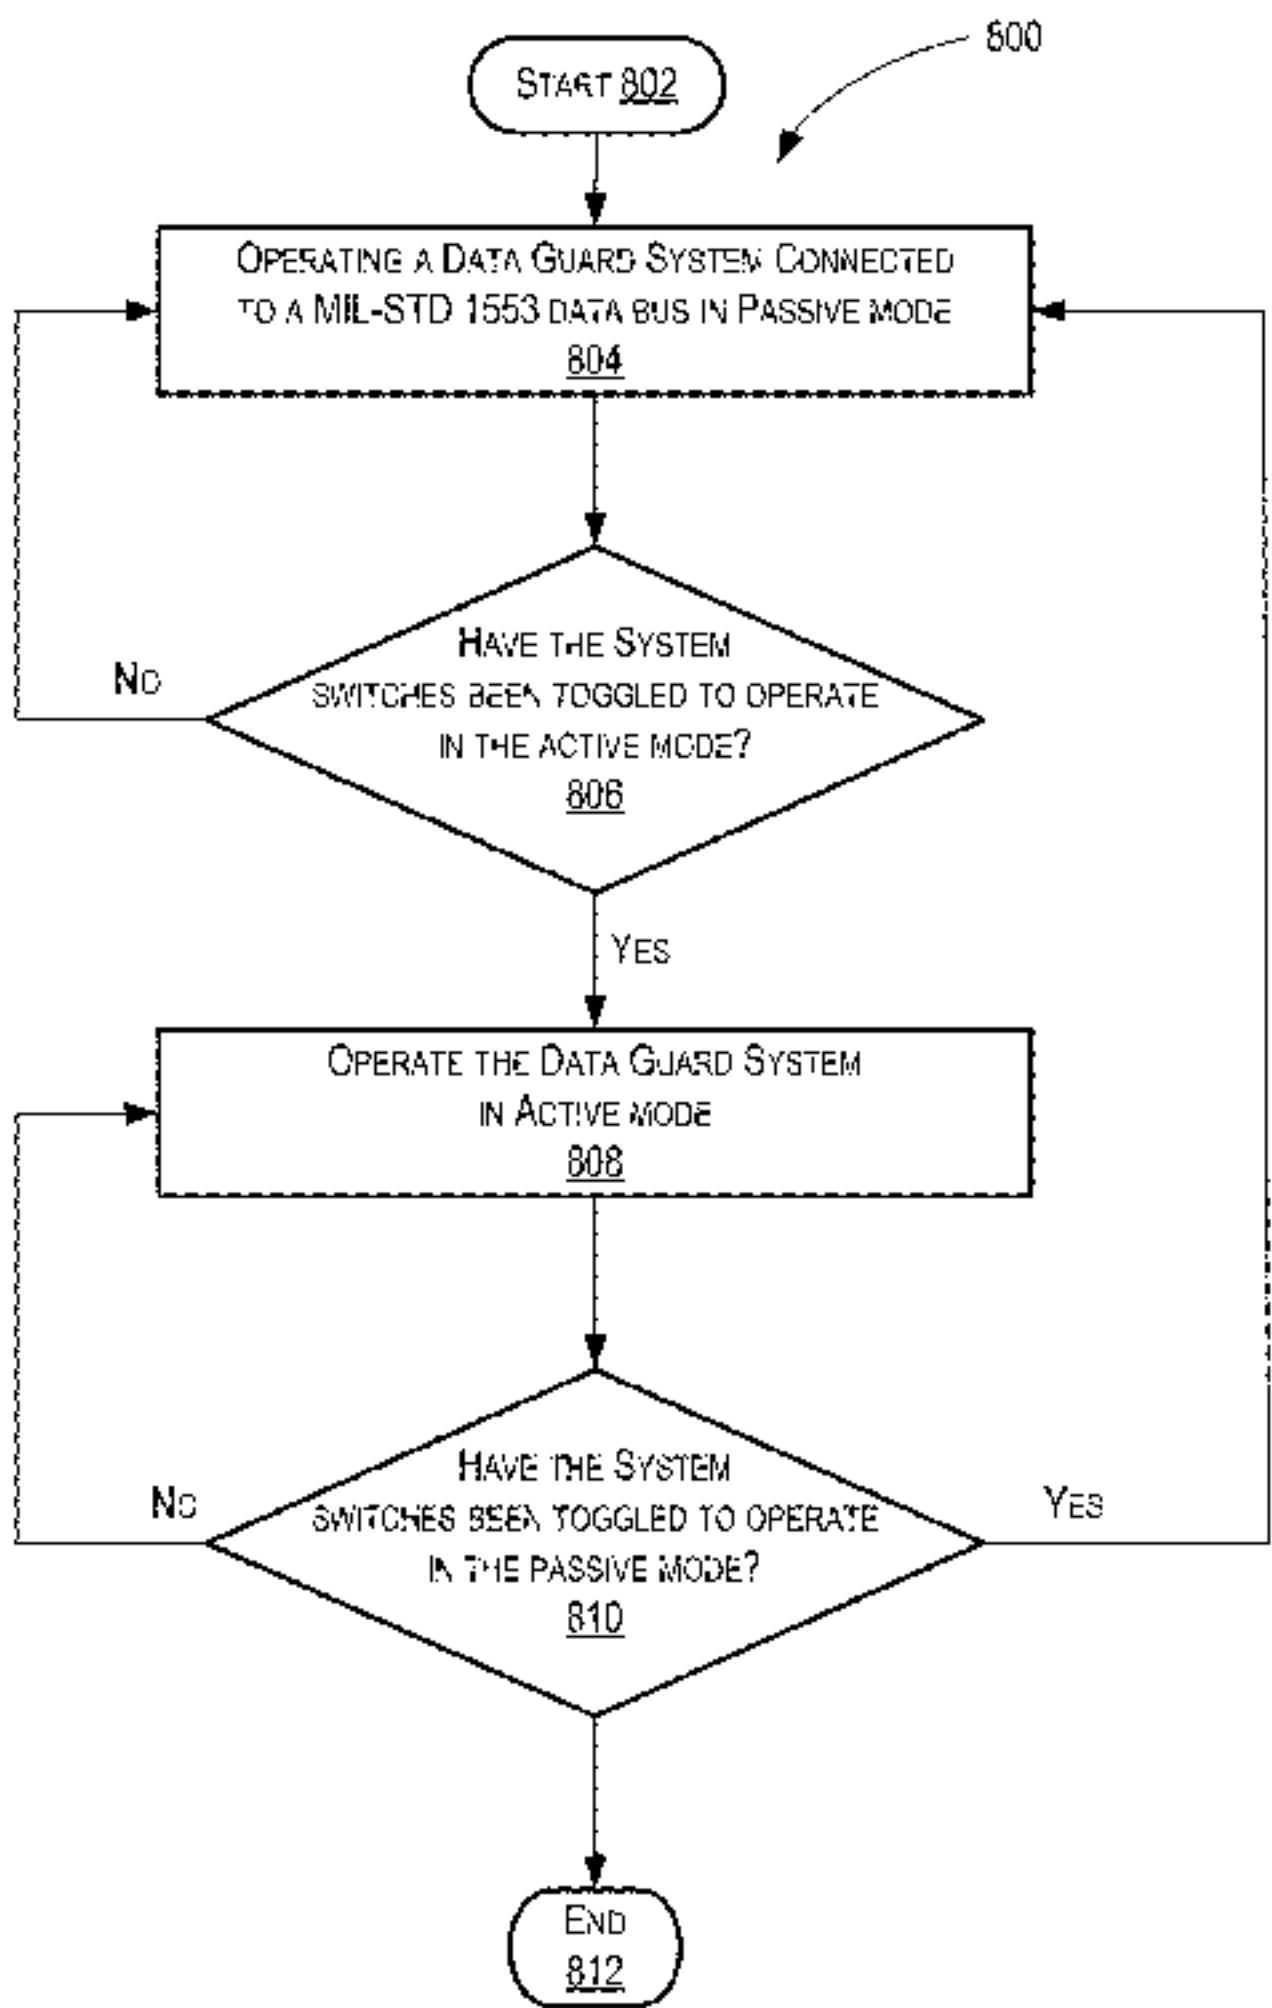 800
START 802
OPERATING A DATA GUARD SYSTEM CONNECTED
TO A MIL-STD 1553 DATA BUS IN PASSIVE MODE
804
HAVE THE SYSTEM
SWITCHES BEEN TOGGLED TO OPERATE
IN THE ACTIVE MODE?
806
NO
YES
OPERATE THE DATA GUARD SYSTEM
IN ACTIVE MODE
808
HAVE THE SYSTEM
SWITCHES BEEN TOGGLED TO OPERATE
IN THE PASSIVE MODE?
810
NO
YES
END
812